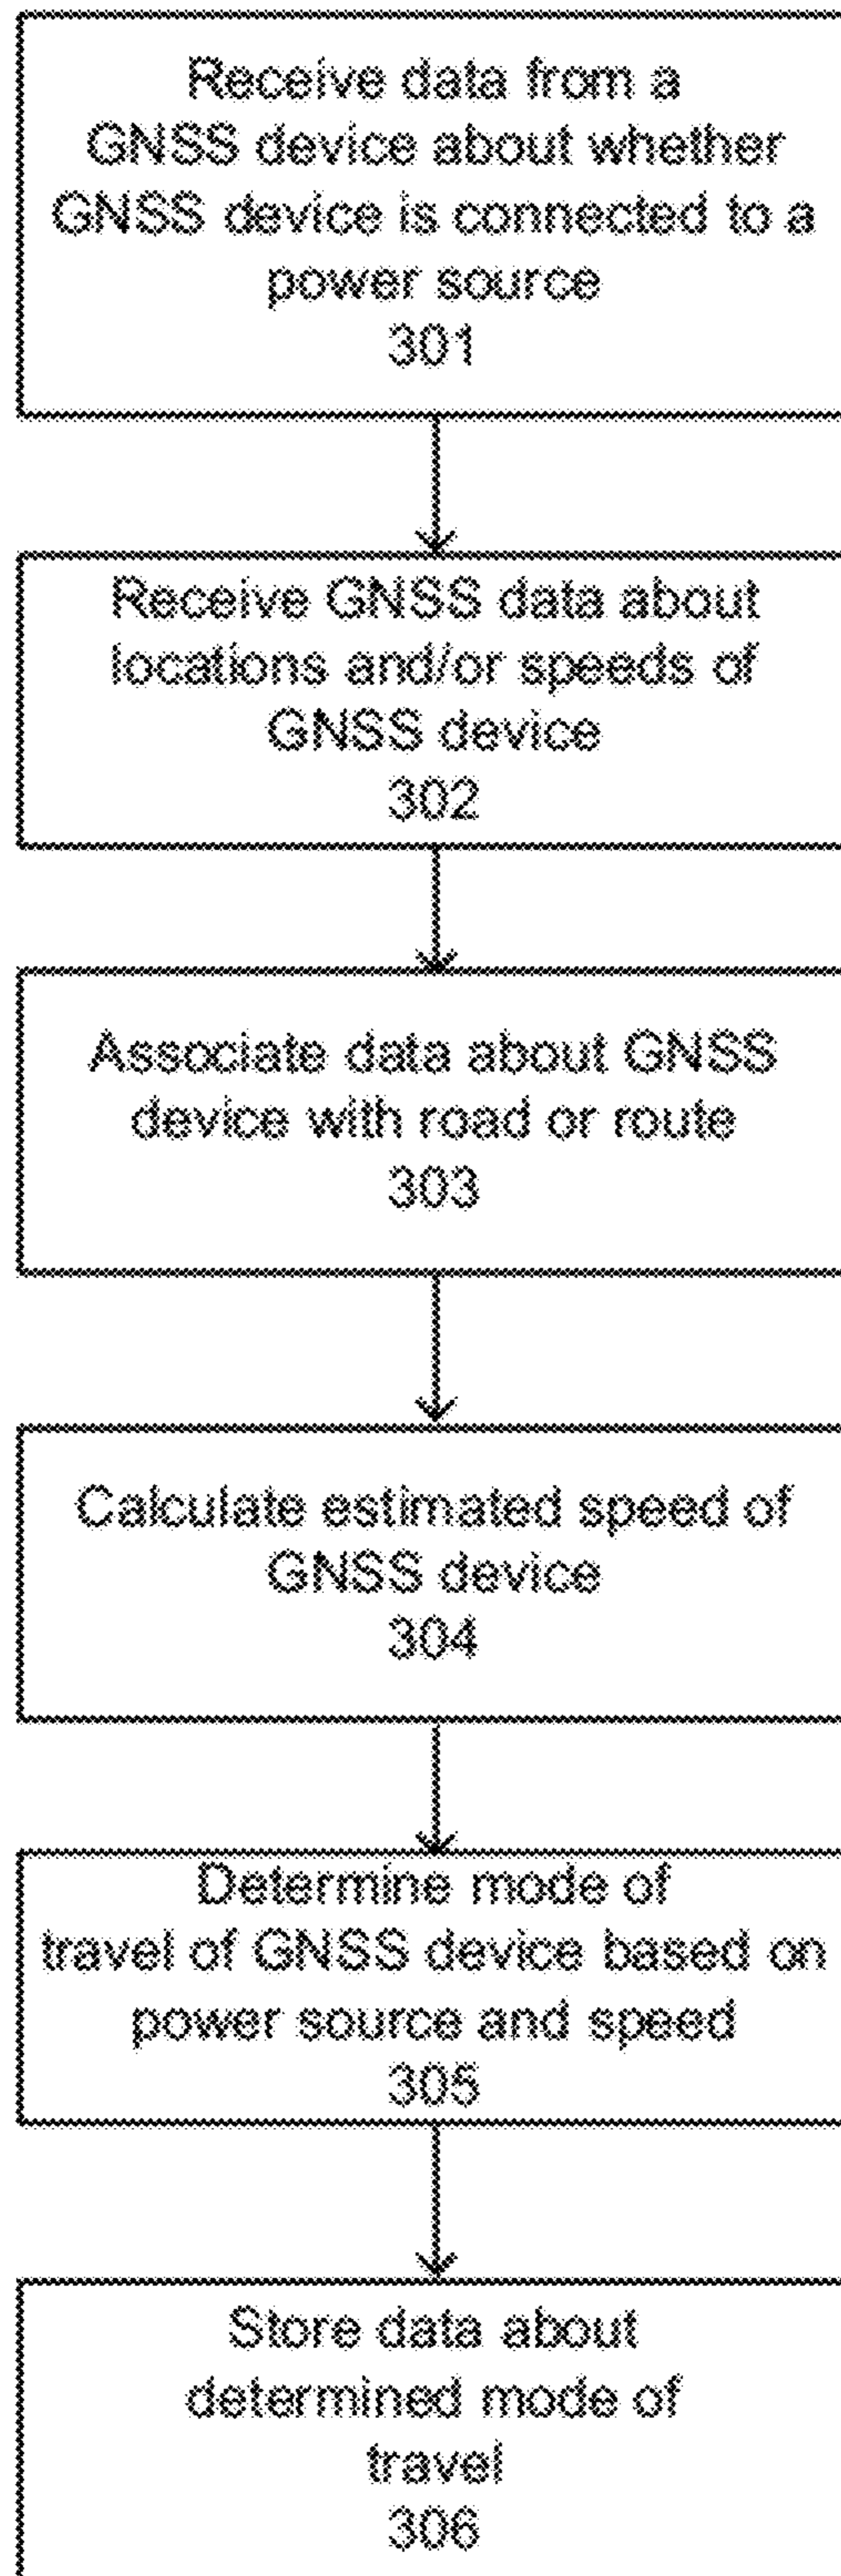 Receive data from a
GNSS device about whether
GNSS device is connected to a
power source
301
Receive GNSS data about
locations and/or speeds of
GNSS device
302
Associate data about GNSS
device with road or route
303
Calculate estimated speed of
GNSS device
304
Determine mode of
travel of GNSS device based on
power source and speed
305
Store data about
determined mode of
travel
306